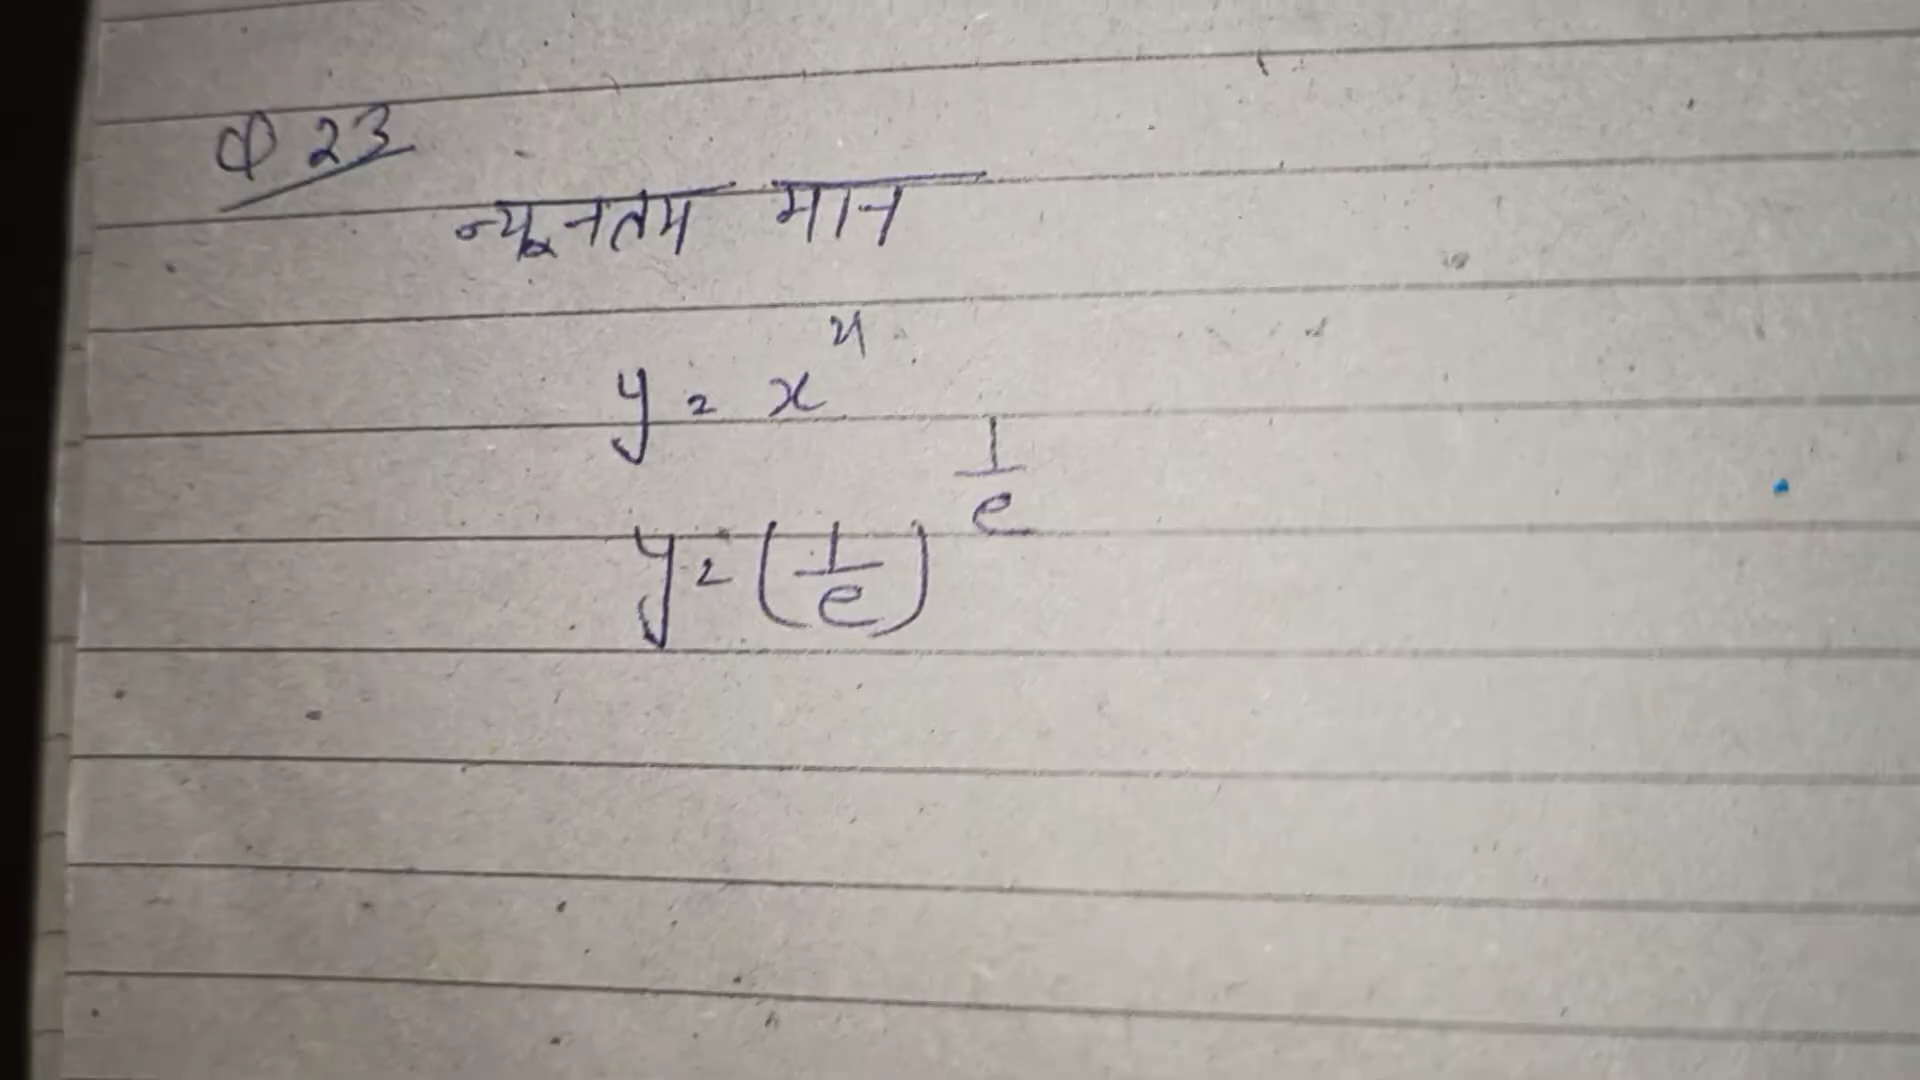 Q 23
न्यूनतम मान
y = x^x
y = (1/e)^(1/e)